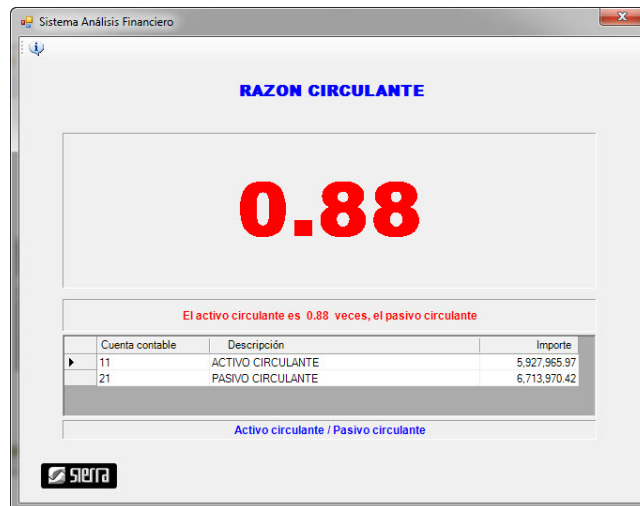 Sistema Análisis Financiero
RAZON CIRCULANTE
0.88
El activo circulante es 0.88 veces, el pasivo circulante
Cuenta contable Descripción Importe
11 ACTIVO CIRCULANTE 5,927,965.97
21 PASIVO CIRCULANTE 6,713,970.42
Activo circulante / Pasivo circulante
sierra